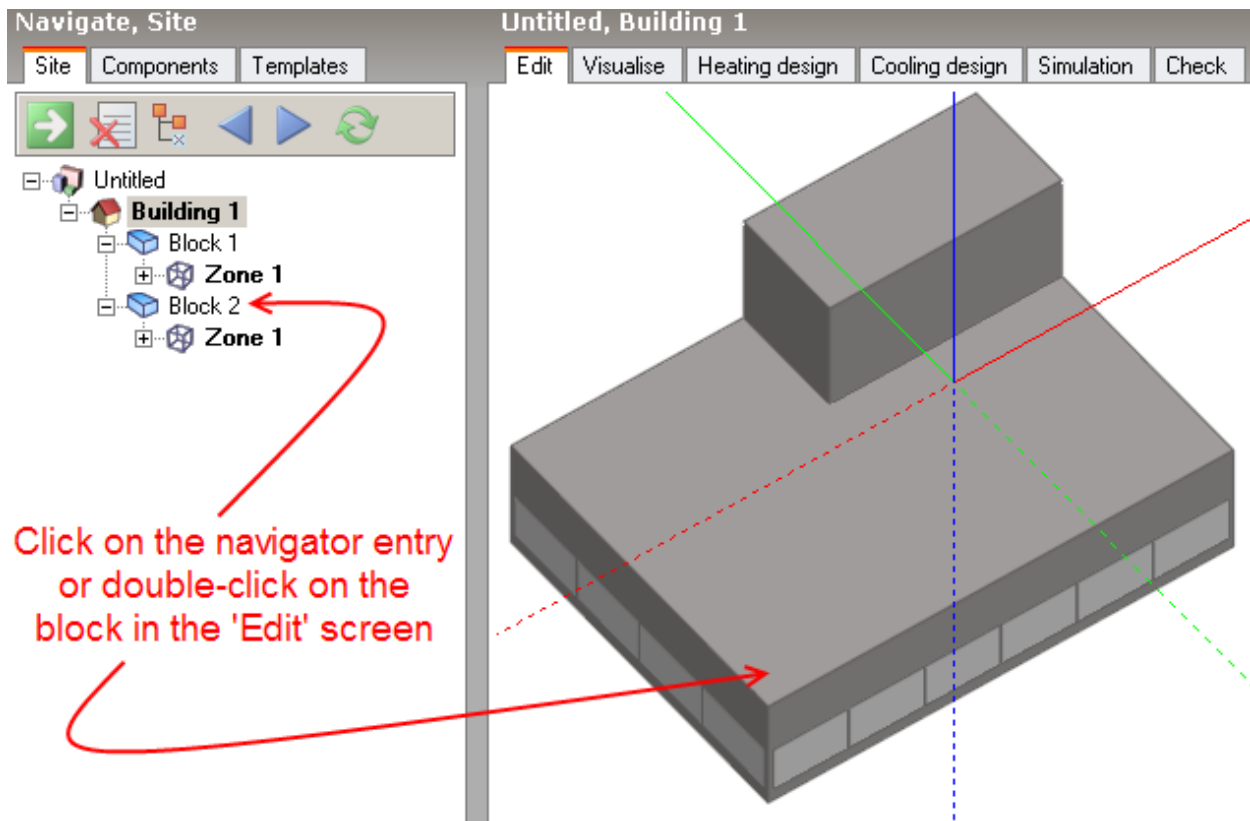 Navigate, Site
Site Components Templates
Untitled
Building 1
Block 1
Zone 1
Block 2
Zone 1
Click on the navigator entry
or double-click on the
block in the 'Edit' screen
Untitled, Building 1
Edit Visualise Heating design Cooling design Simulation Check